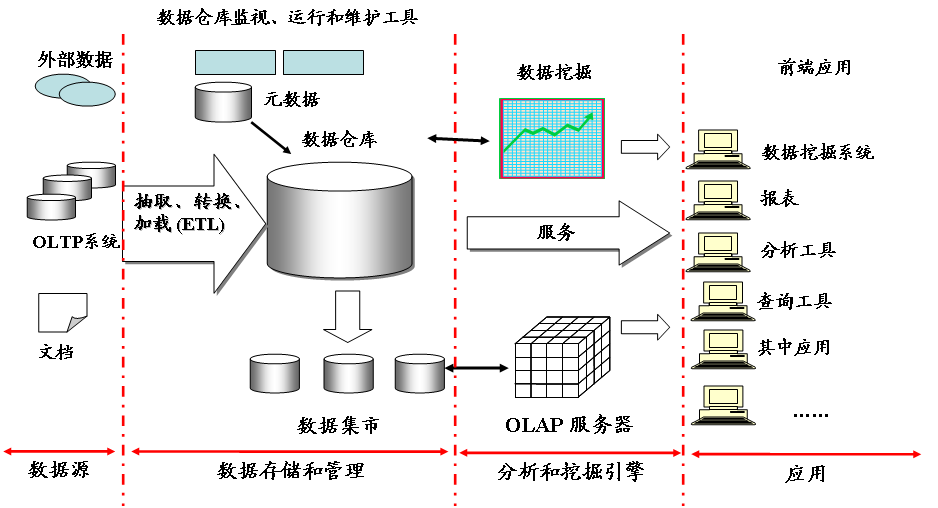 数据仓库监视、运行和维护工具
外部数据
元数据
数据仓库
数据挖掘
前端应用
数据挖掘系统
抽取、转换、
加载 (ETL)
报表
OLTP系统
服务
分析工具
查询工具
文档
其中应用
数据集市
OLAP 服务器
……
数据源
数据存储和管理
分析和挖掘引擎
应用